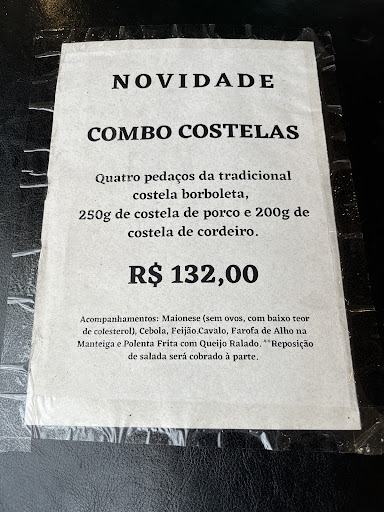 NOVIDADE
COMBO COSTELAS
Quatro pedaços da tradicional
costela borboleta,
250g de costela de porco e 200g de
costela de cordeiro.
R$ 132,00
Acompanhamentos: Maionese (sem ovos, com baixo teor
de colesterol), Cebola, Feijão.Cavalo, Farofa de Alho na
Manteiga e Polenta Frita com Queijo Ralado. **Reposição
de salada será cobrado à parte.